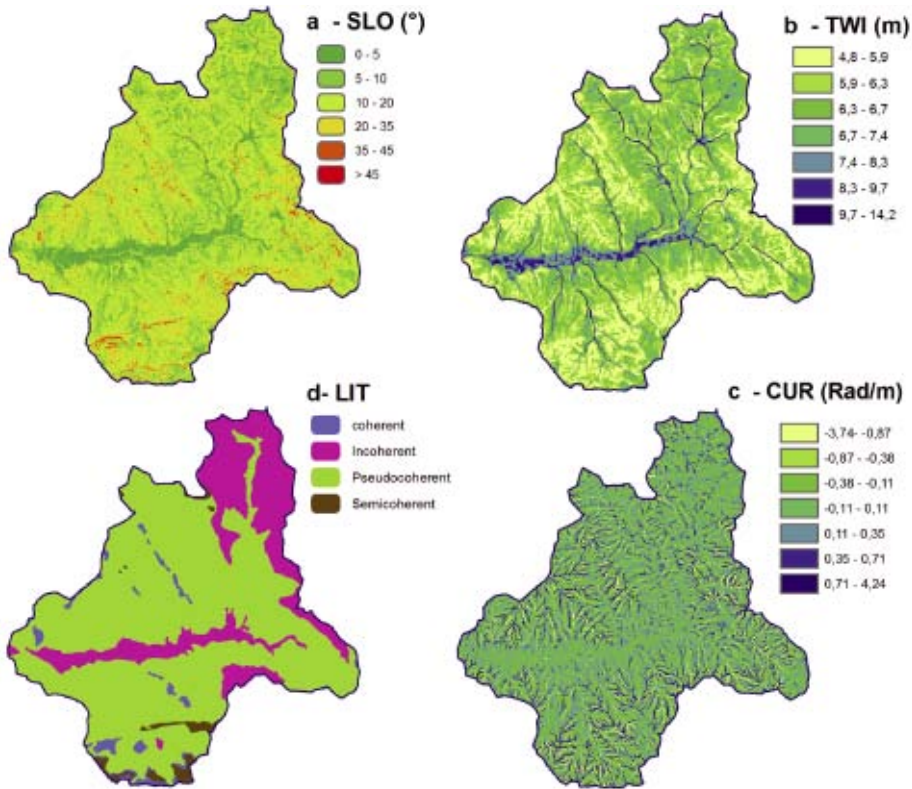 a - SLO (°)
0 - 5
5 - 10
10 - 20
20 - 35
35 - 45
> 45
b - TWI (m)
4,8 - 5,9
5,9 - 6,3
6,3 - 6,7
6,7 - 7,4
7,4 - 8,3
8,3 - 9,7
9,7 - 14,2
d- LIT
coherent
Incoherent
Pseudocoherent
Semicoherent
c - CUR (Rad/m)
-3,74- -0,87
-0,87 - -0,38
-0,38 - -0,11
-0,11 - 0,11
0,11 - 0,35
0,35 - 0,71
0,71 - 4,24